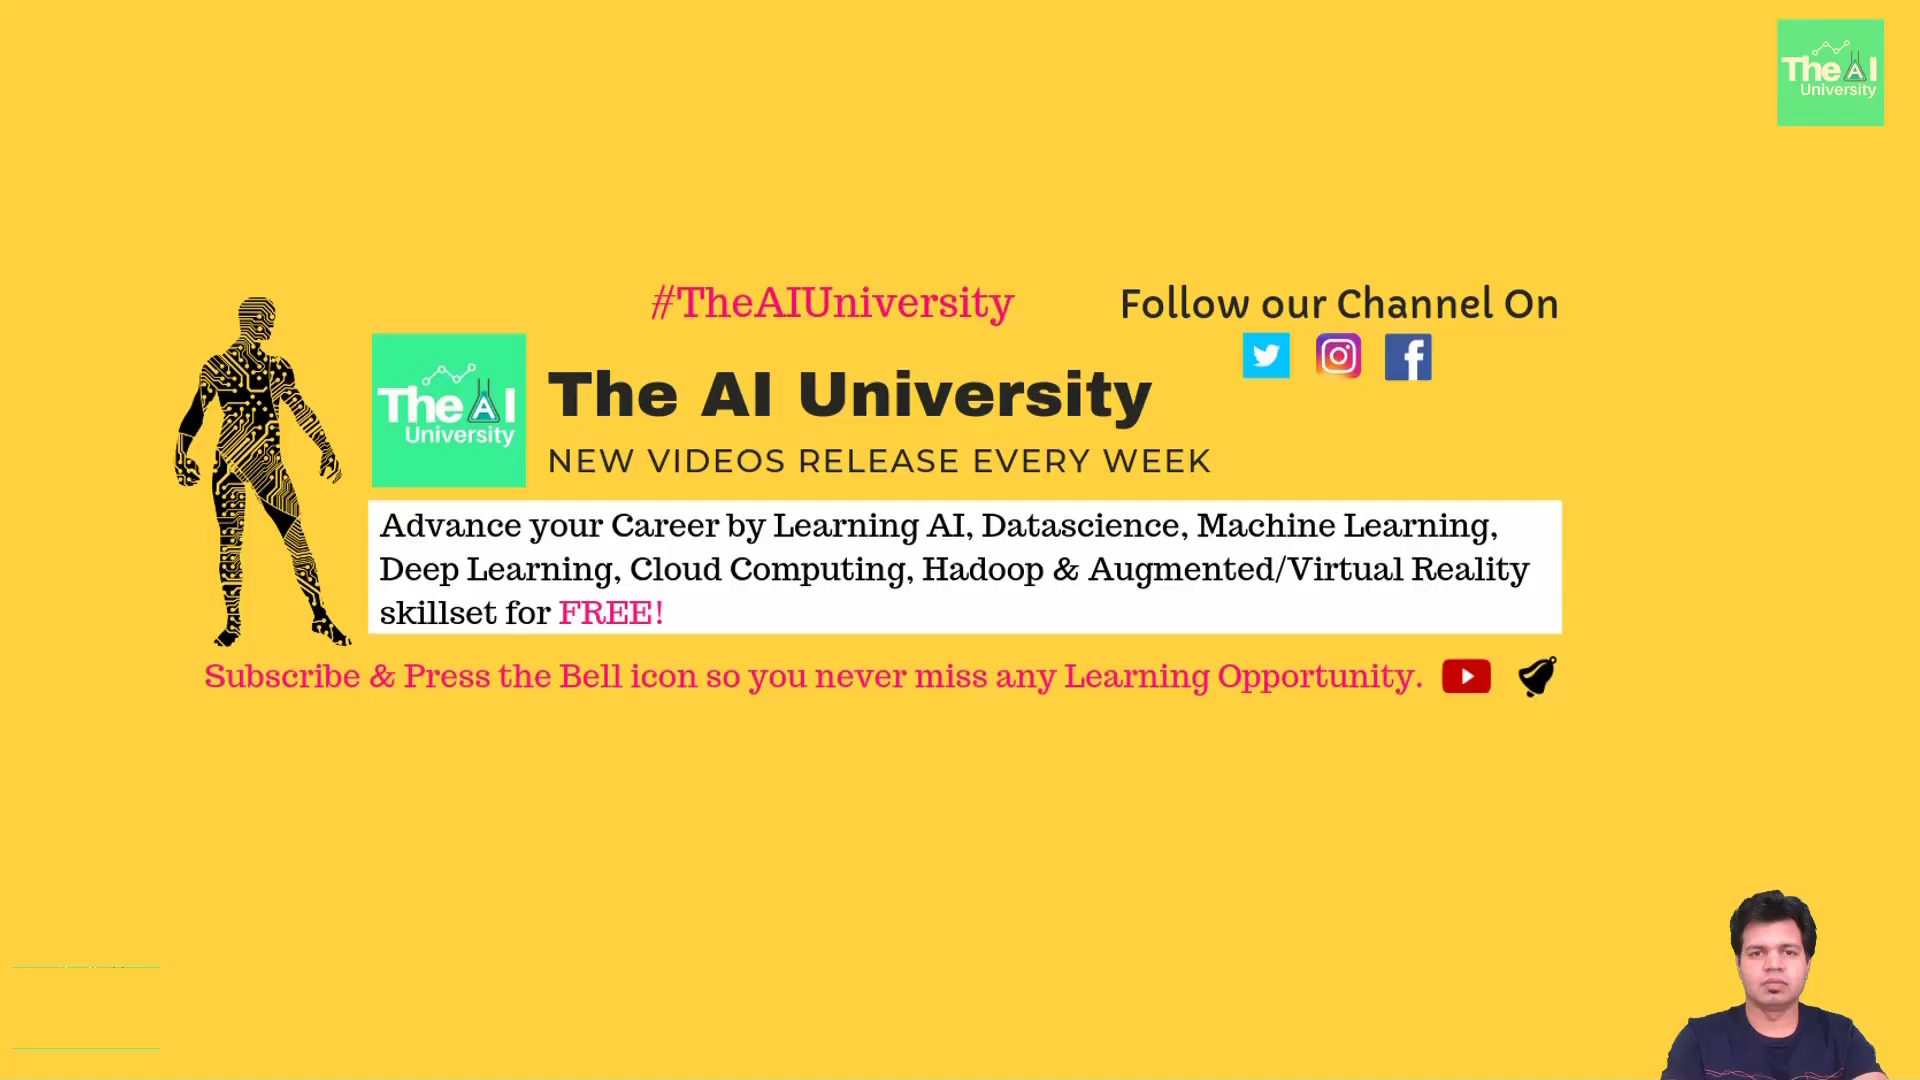 The AI
University
#TheAIUniversity
Follow our Channel On
The AI
University
The AI University
NEW VIDEOS RELEASE EVERY WEEK
Advance your Career by Learning AI, Datascience, Machine Learning,
Deep Learning, Cloud Computing, Hadoop & Augmented/Virtual Reality
skillset for FREE!
Subscribe & Press the Bell icon so you never miss any Learning Opportunity.